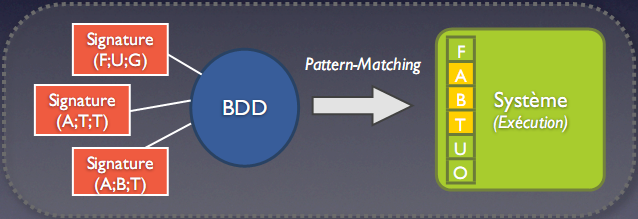 Signature
(F;U;G)
Signature
(A;T;T)
Signature
(A;B;T)
BDD
Pattern-Matching
F
A
B
T
U
O
Système
(Exécution)